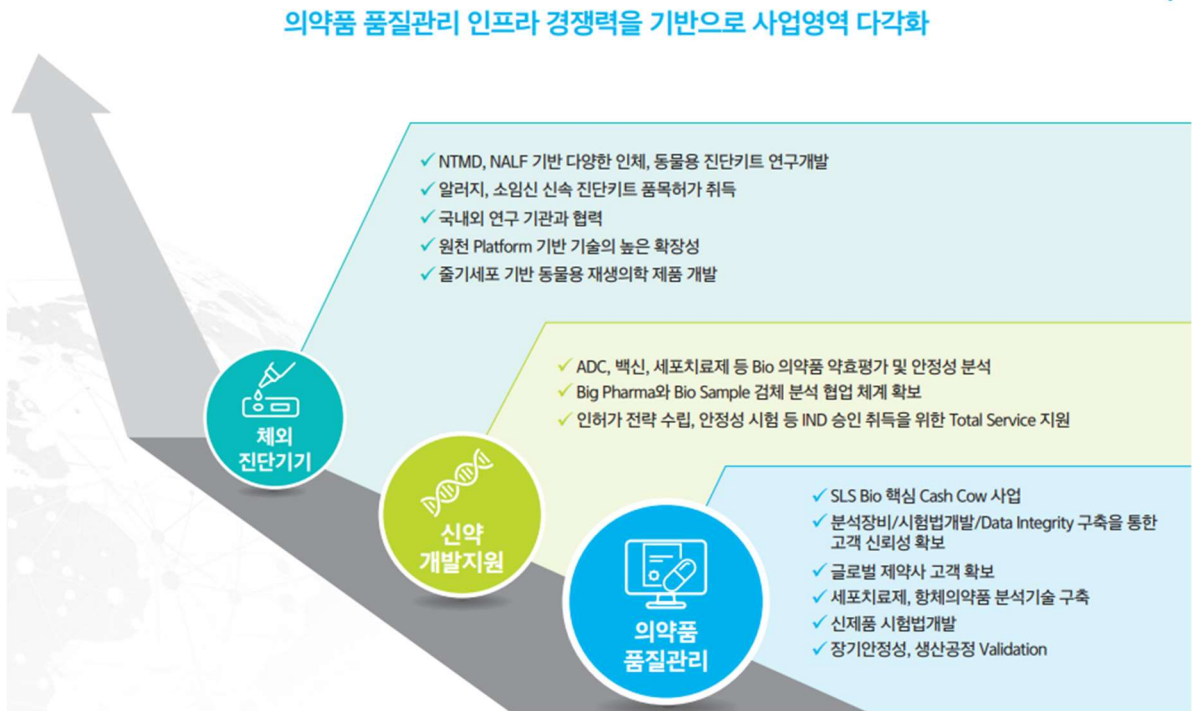 의약품 품질관리 인프라 경쟁력을 기반으로 사업영역 다각화
✓ NTMD, NALF 기반 다양한 인체, 동물용 진단키트 연구개발
✓ 알러지, 소임신 신속 진단키트 품목허가 취득
✓ 국내외 연구 기관과 협력
✓ 원천 Platform 기반 기술의 높은 확장성
✓ 줄기세포 기반 동물용 재생의학 제품 개발
체외
진단기기
✓ ADC, 백신, 세포치료제 등 Bio 의약품 약효평가 및 안정성 분석
✓ Big Pharma와 Bio Sample 검체 분석 협업 체계 확보
✓ 인허가 전략 수립, 안정성 시험 등 IND 승인 취득을 위한 Total Service 지원
신약
개발지원
✓ SLS Bio 핵심 Cash Cow 사업
✓ 분석장비/시험법개발/Data Integrity 구축을 통한
고객 신뢰성 확보
✓ 글로벌 제약사 고객 확보
✓ 세포치료제, 항체의약품 분석기술 구축
✓ 신제품 시험법개발
✓ 장기안정성, 생산공정 Validation
의약품
품질관리